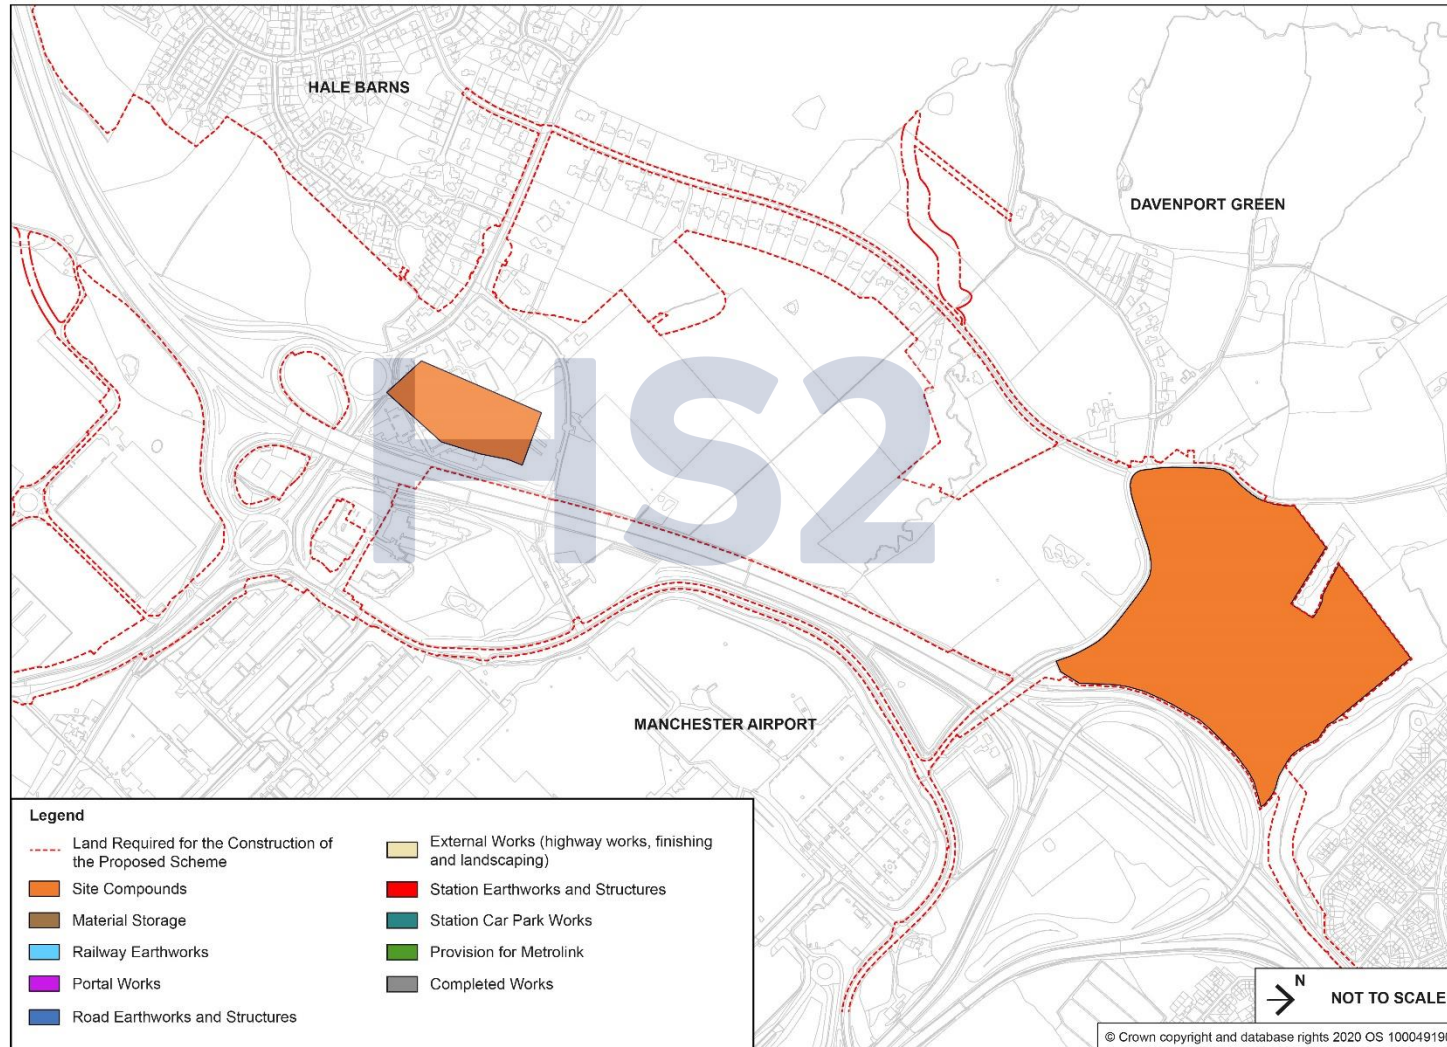 HALE BARNS
DAVENPORT GREEN
HS2
MANCHESTER AIRPORT
Legend
Land Required for the Construction of
the Proposed Scheme
Site Compounds
Material Storage
Railway Earthworks
Portal Works
Road Earthworks and Structures
External Works (highway works, finishing
and landscaping)
Station Earthworks and Structures
Station Car Park Works
Provision for Metrolink
Completed Works
N
NOT TO SCALE
© Crown copyright and database rights 2020 OS